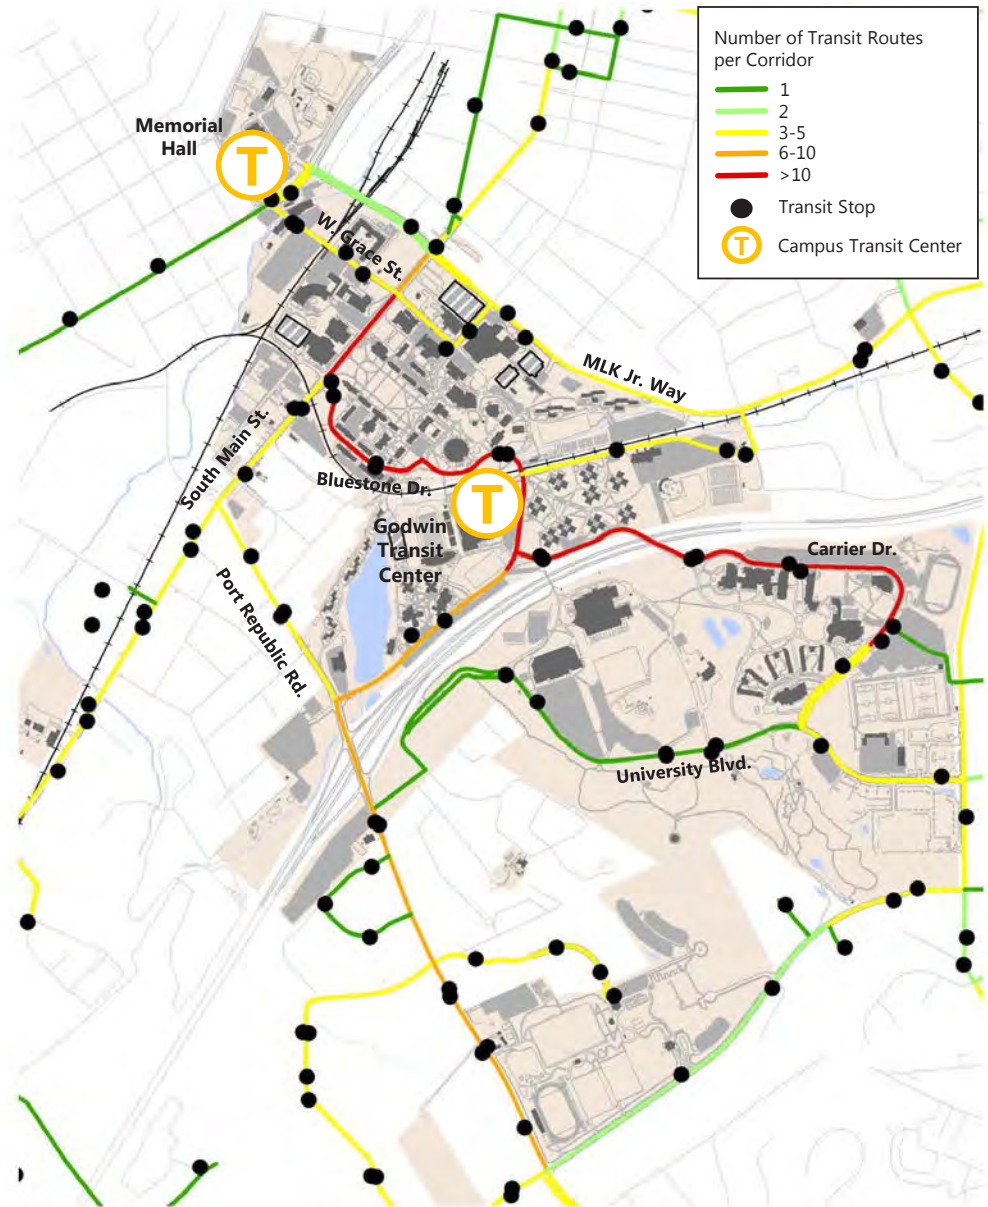 Number of Transit Routes
per Corridor
1
2
3-5
6-10
>10
Transit Stop
T
Campus Transit Center
Memorial
Hall
T
W. Grace St.
MLK Jr. Way
South Main St.
Bluestone Dr.
T
Godwin
Transit
Center
Carrier Dr.
Port Republic Rd.
University Blvd.